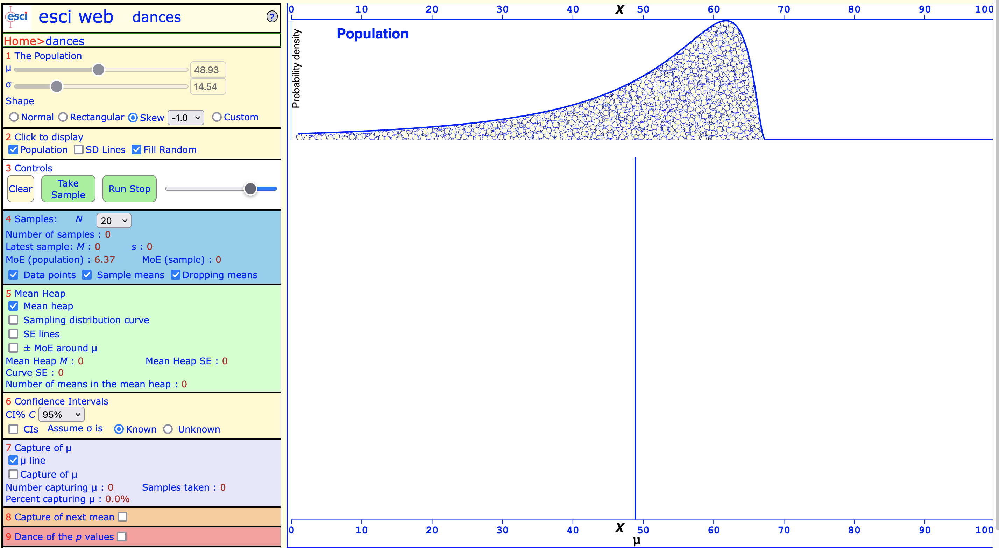 esci esci web dances ?
Home>dances
1 The Population
μ 48.93
σ 14.54
Shape
Normal Rectangular Skew -1.0 Custom
2 Click to display
Population SD Lines Fill Random
3 Controls
Clear Take Sample Run Stop
4 Samples: N 20
Number of samples : 0
Latest sample: M : 0 s : 0
MoE (population) : 6.37 MoE (sample) : 0
Data points Sample means Dropping means
5 Mean Heap
Mean heap
Sampling distribution curve
SE lines
± MoE around μ
Mean Heap M : 0 Mean Heap SE : 0
Curve SE : 0
Number of means in the mean heap : 0
6 Confidence Intervals
CI% C 95%
CIs Assume σ is Known Unknown
7 Capture of μ
μ line
Capture of μ
Number capturing μ : 0 Samples taken : 0
Percent capturing μ : 0.0%
8 Capture of next mean
9 Dance of the p values
0 10 20 30 40 X 50 60 70 80 90 100
Population
Probability density
0 10 20 30 40 X 50 60 70 80 90 100
μ